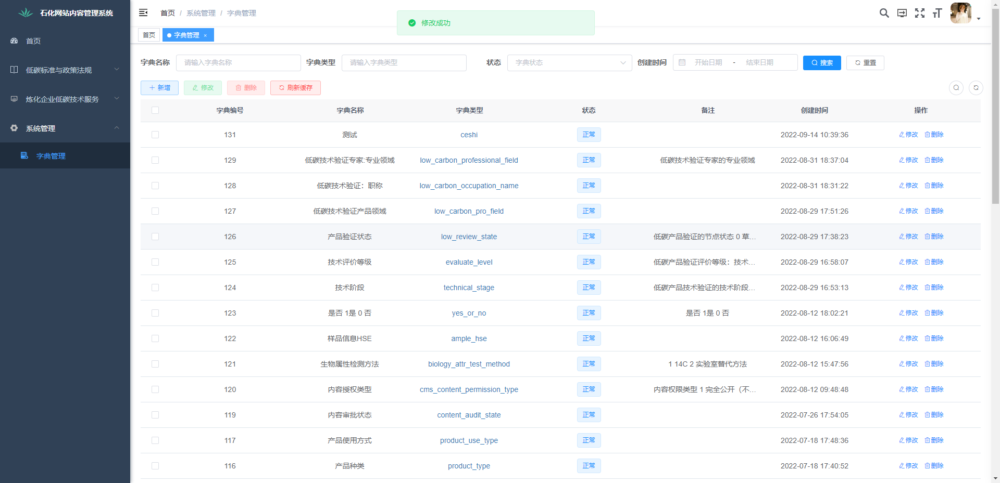 石化网站内容管理系统
首页
低碳标准与政策法规
炼化企业低碳技术服务
系统管理
字典管理
首页 / 系统管理 / 字典管理
修改成功
首页 字典管理 ×
字典名称 请输入字典名称 字典类型 请输入字典类型 状态 字典状态 创建时间 开始日期 - 结束日期 搜索 重置
新增 修改 删除 刷新缓存
字典编号 字典名称 字典类型 状态 备注 创建时间 操作
131 测试 ceshi 正常 2022-09-14 10:39:36 修改 删除
129 低碳技术验证专家:专业领域 low_carbon_professional_field 正常 低碳技术验证专家的专业领域 2022-08-31 18:37:04 修改 删除
128 低碳技术验证：职称 low_carbon_occupation_name 正常 2022-08-31 18:31:22 修改 删除
127 低碳技术验证产品领域 low_carbon_pro_field 正常 2022-08-29 17:51:26 修改 删除
126 产品验证状态 low_review_state 正常 低碳产品验证的节点状态 0 草... 2022-08-29 17:38:23 修改 删除
125 技术评价等级 evaluate_level 正常 低碳产品验证评价等级：技术... 2022-08-29 16:58:07 修改 删除
124 技术阶段 technical_stage 正常 低碳产品技术验证的技术阶段... 2022-08-29 16:53:13 修改 删除
123 是否 1是 0 否 yes_or_no 正常 是否 1是 0 否 2022-08-12 18:02:21 修改 删除
122 样品信息HSE ample_hse 正常 2022-08-12 16:06:49 修改 删除
121 生物属性检测方法 biology_attr_test_method 正常 1 14C 2 实验室替代方法 2022-08-12 15:47:56 修改 删除
120 内容授权类型 cms_content_permission_type 正常 内容权限类型 1 完全公开（不... 2022-08-12 09:48:48 修改 删除
119 内容审批状态 content_audit_state 正常 2022-07-26 17:54:05 修改 删除
117 产品使用方式 product_use_type 正常 2022-07-18 17:48:36 修改 删除
116 产品种类 product_type 正常 2022-07-18 17:40:52 修改 删除